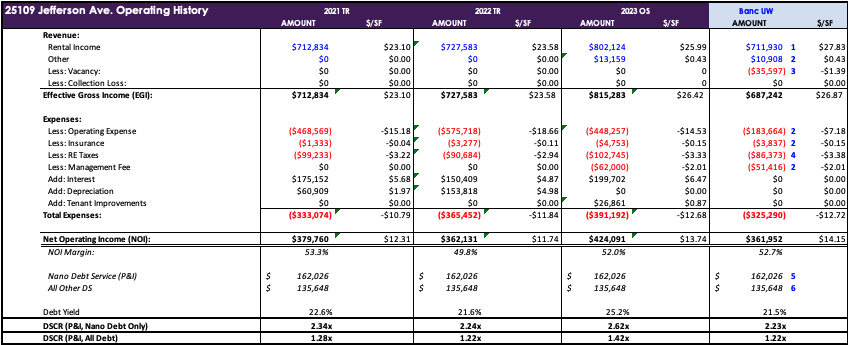 25109 Jefferson Ave. Operating History 2021 TR 2022 TR 2023 OS Banc UW
AMOUNT $/SF AMOUNT $/SF AMOUNT $/SF AMOUNT $/SF
Revenue:
Rental Income $712,834 $23.10 $727,583 $23.58 $802,124 $25.99 $711,930 1 $27.83
Other $0 $0.00 $0 $0.00 $13,159 $0.43 $10,908 2 $0.43
Less: Vacancy: $0 $0.00 $0 $0.00 $0 0 ($35,597) 3 -$1.39
Less: Collection Loss: $0 $0.00 $0 $0.00 $0 0 $0 $0.00
Effective Gross Income (EGI): $712,834 $23.10 $727,583 $23.58 $815,283 $26.42 $687,242 $26.87
Expenses:
Less: Operating Expense ($468,569) -$15.18 ($575,718) -$18.66 ($448,257) -$14.53 ($183,664) 2 -$7.18
Less: Insurance ($1,333) -$0.04 ($3,277) -$0.11 ($4,753) -$0.15 ($3,837) 2 -$0.15
Less: RE Taxes ($99,233) -$3.22 ($90,684) -$2.94 ($102,745) -$3.33 ($86,373) 4 -$3.38
Less: Management Fee $0 $0.00 $0 $0.00 ($62,000) -$2.01 ($51,416) 2 -$2.01
Add: Interest $175,152 $5.68 $150,409 $4.87 $199,702 $6.47 $0 $0.00
Add: Depreciation $60,909 $1.97 $153,818 $4.98 $0 $0.00 $0 $0.00
Add: Tenant Improvements $0 $0.00 $0 $0.00 $26,861 $0.87 $0 $0.00
Total Expenses: ($333,074) -$10.79 ($365,452) -$11.84 ($391,192) -$12.68 ($325,290) -$12.72
Net Operating Income (NOI): $379,760 $12.31 $362,131 $11.74 $424,091 $13.74 $361,952 $14.15
NOI Margin: 53.3% 49.8% 52.0% 52.7%
Nano Debt Service (P&I) $ 162,026 $ 162,026 $ 162,026 $ 162,026 5
All Other DS $ 135,648 $ 135,648 $ 135,648 $ 135,648 6
Debt Yield 22.6% 21.6% 25.2% 21.5%
DSCR (P&I, Nano Debt Only) 2.34x 2.24x 2.62x 2.23x
DSCR (P&I, All Debt) 1.28x 1.22x 1.42x 1.22x